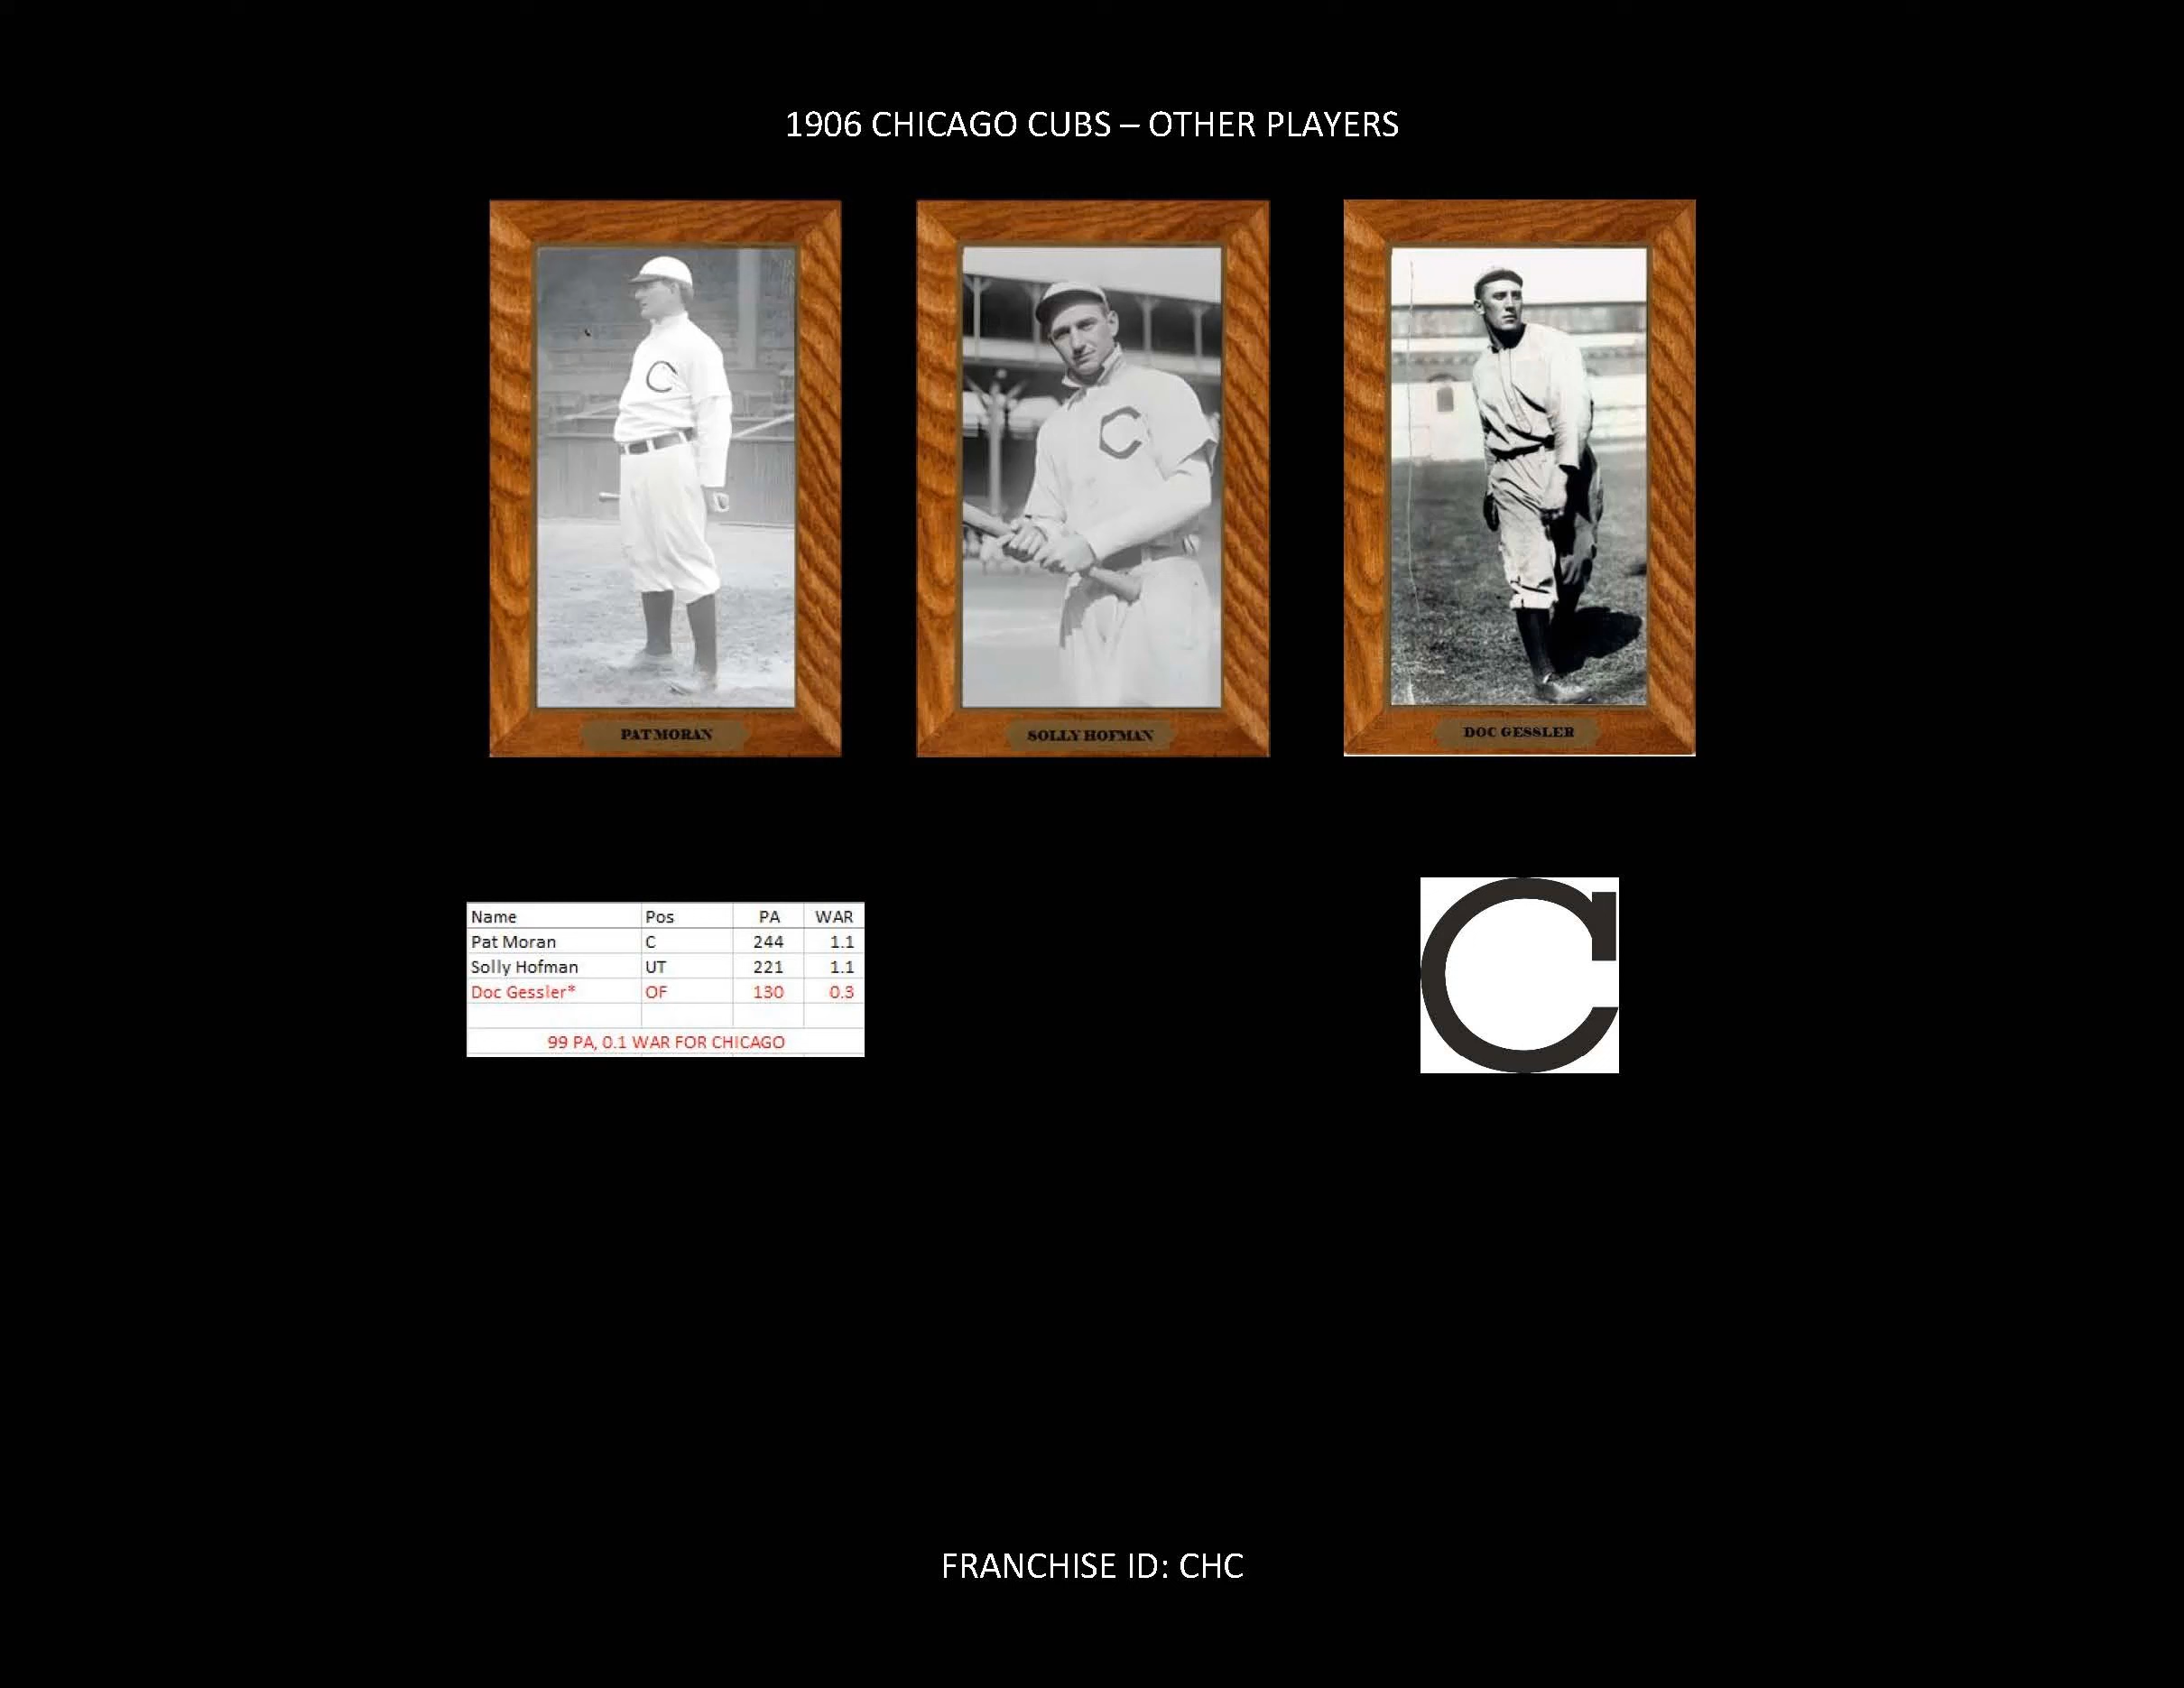 1906 CHICAGO CUBS – OTHER PLAYERS
C
C
PAT MORAN
SOLLY HOFMAN
DOC GESSLER
Name Pos PA WAR
Pat Moran C 244 1.1
Solly Hofman UT 221 1.1
Doc Gessler* OF 130 0.3
99 PA, 0.1 WAR FOR CHICAGO
C
FRANCHISE ID: CHC